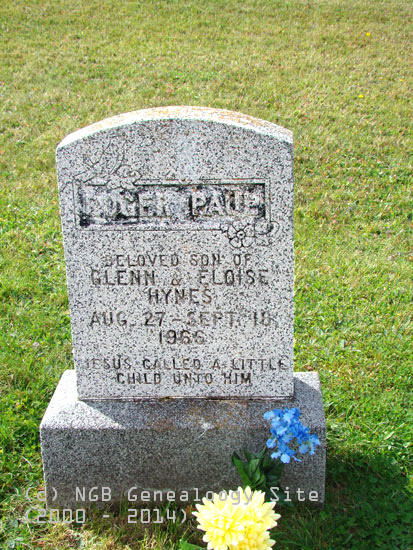 ROGER PAUL
BELOVED SON OF
GLENN & ELOISE
HYNES
AUG. 27 - SEPT. 18,
1966
JESUS CALLED A LITTLE
CHILD UNTO HIM
(c) NGB Genealogy Site
(2000 - 2014)